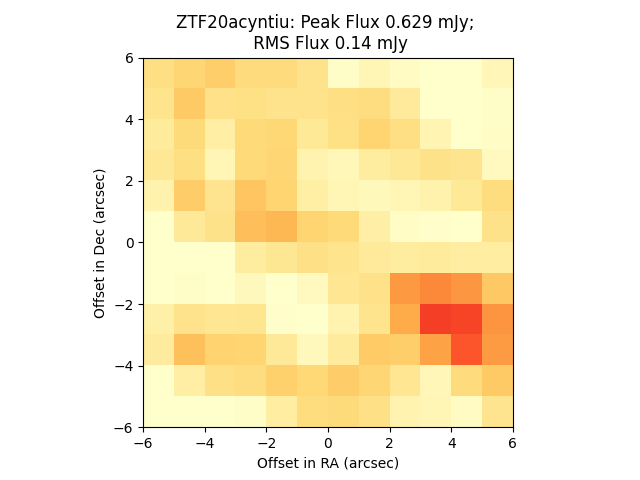 ZTF20acyntiu: Peak Flux 0.629 mJy;
RMS Flux 0.14 mJy
6
4
2
0
−2
−4
−6
Offset in Dec (arcsec)
−6 −4 −2 0 2 4 6
Offset in RA (arcsec)